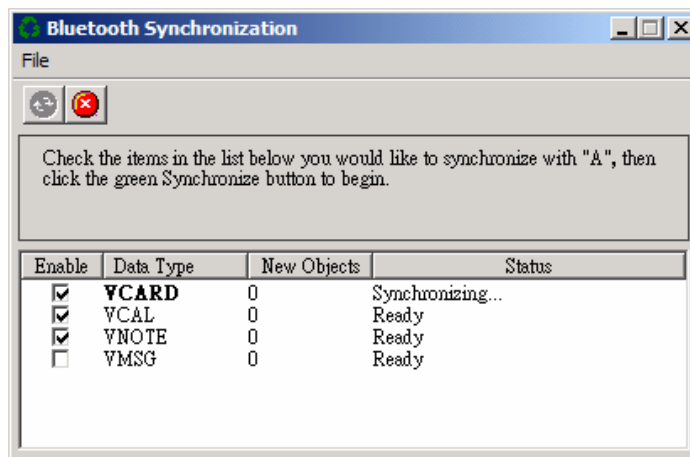 Bluetooth Synchronization
File
Check the items in the list below you would like to synchronize with "A", then
click the green Synchronize button to begin.
Enable Data Type New Objects Status
VCARD 0 Synchronizing...
VCAL 0 Ready
VNOTE 0 Ready
VMSG 0 Ready